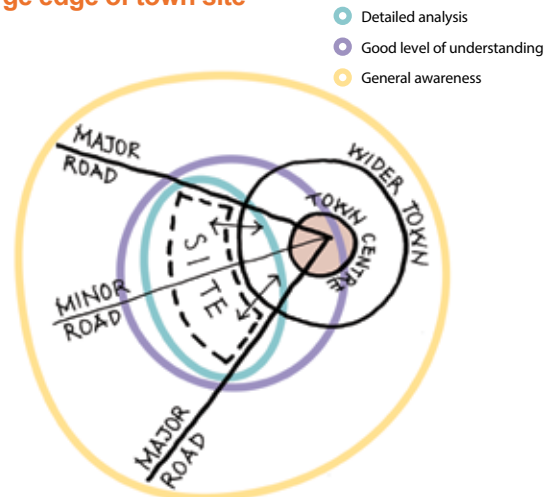 ge edge of town site
Detailed analysis
Good level of understanding
General awareness
MAJOR
ROAD
WIDER TOWN
TOWN CENTRE
SITE
MINOR
ROAD
MAJOR
ROAD